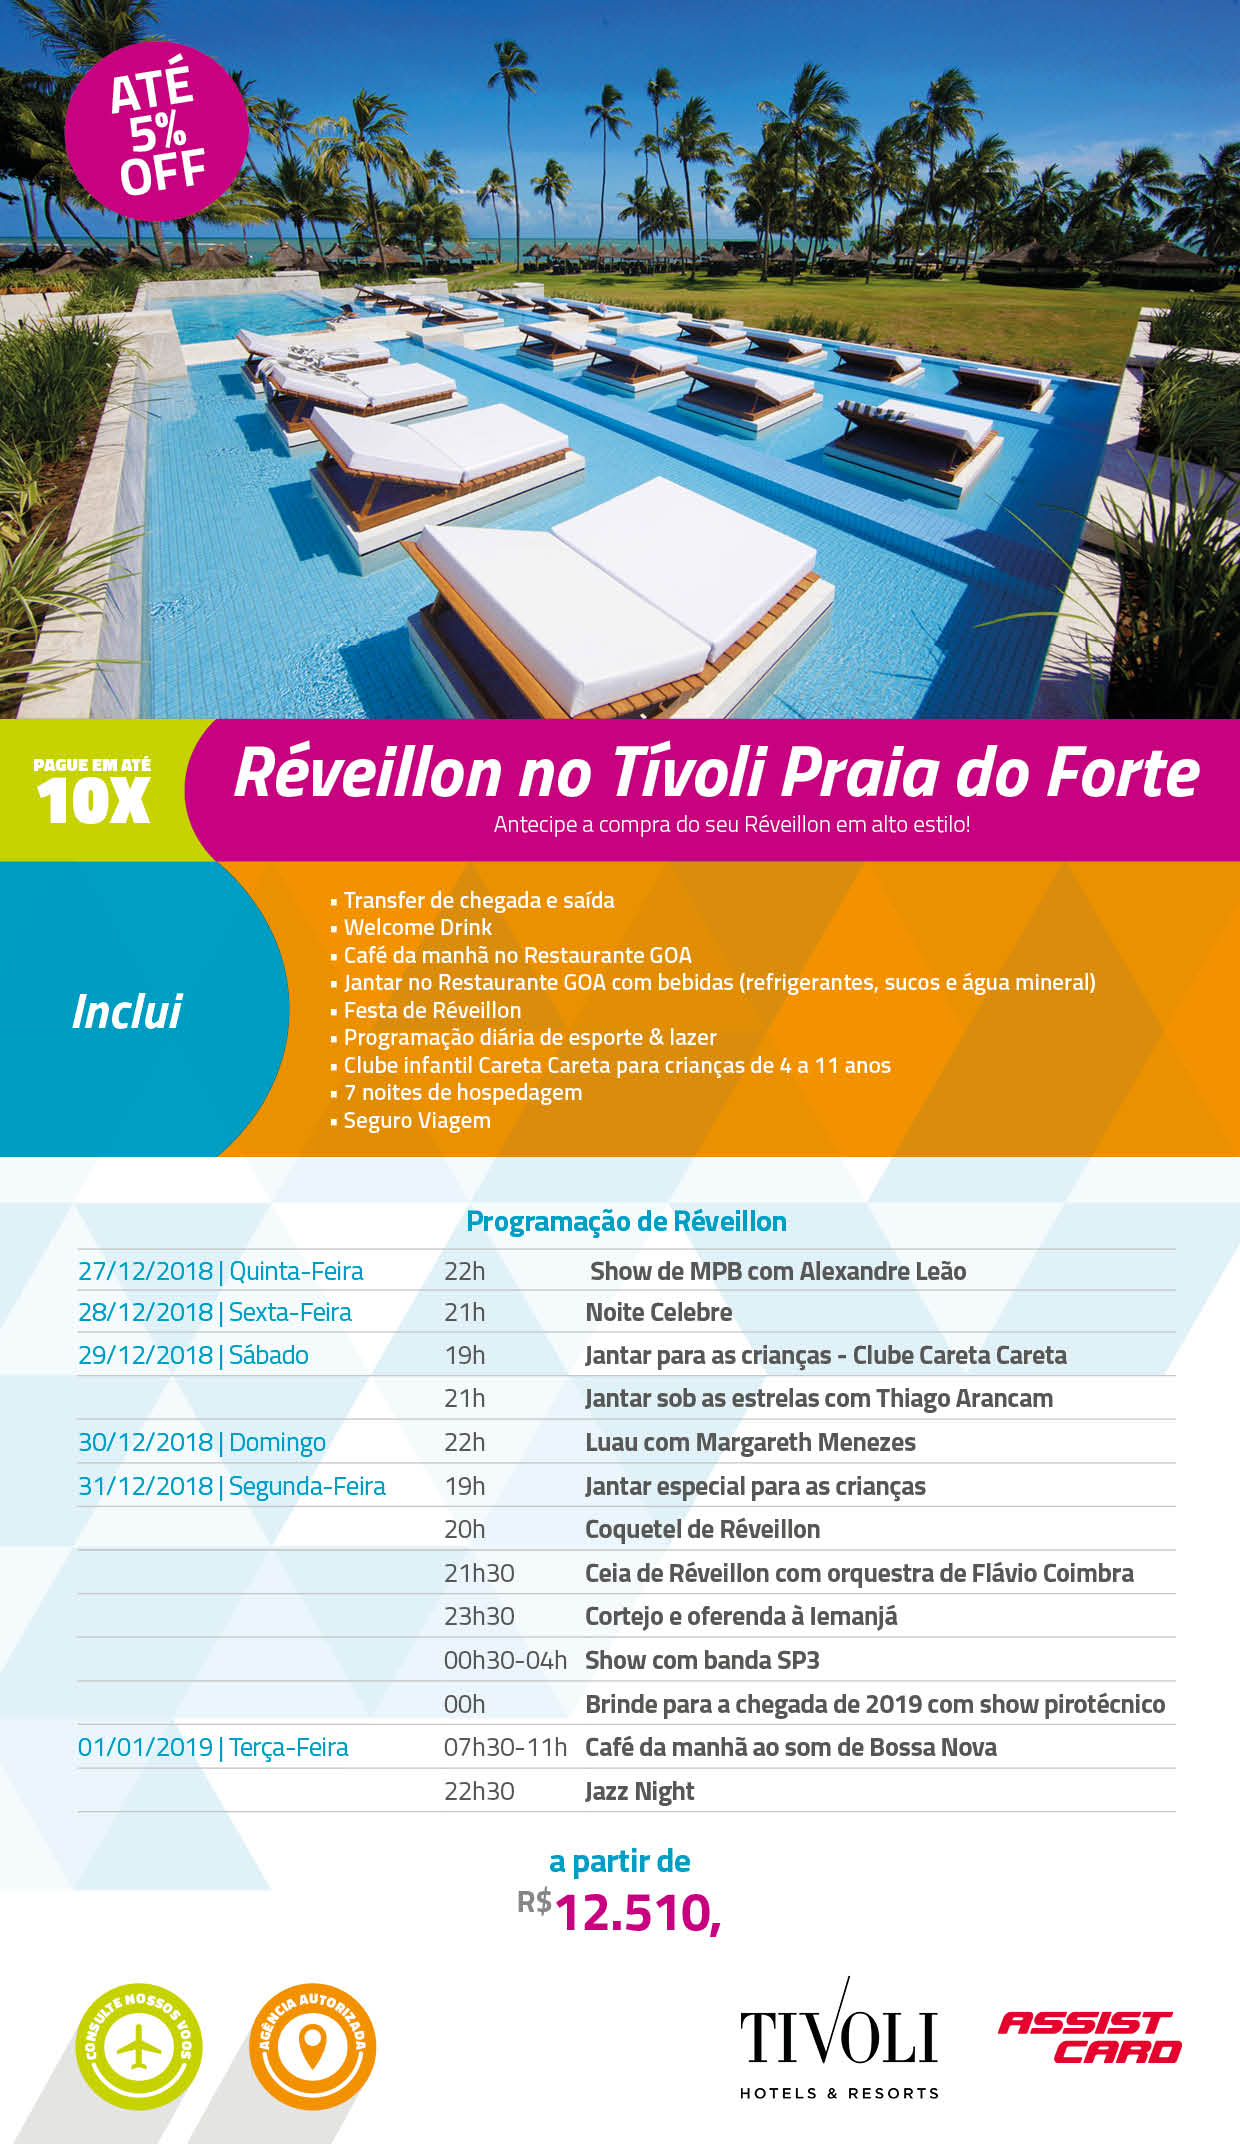 ATÉ
5%
OFF
PAGUE EM ATÉ
10X
Réveillon no Tívoli Praia do Forte
Antecipe a compra do seu Réveillon em alto estilo!
Inclui
• Transfer de chegada e saída
• Welcome Drink
• Café da manhã no Restaurante GOA
• Jantar no Restaurante GOA com bebidas (refrigerantes, sucos e água mineral)
• Festa de Réveillon
• Programação diária de esporte & lazer
• Clube infantil Careta Careta para crianças de 4 a 11 anos
• 7 noites de hospedagem
• Seguro Viagem
Programação de Réveillon
27/12/2018 | Quinta-Feira 22h Show de MPB com Alexandre Leão
28/12/2018 | Sexta-Feira 21h Noite Celebre
29/12/2018 | Sábado 19h Jantar para as crianças - Clube Careta Careta
21h Jantar sob as estrelas com Thiago Arancam
30/12/2018 | Domingo 22h Luau com Margareth Menezes
31/12/2018 | Segunda-Feira 19h Jantar especial para as crianças
20h Coquetel de Réveillon
21h30 Ceia de Réveillon com orquestra de Flávio Coimbra
23h30 Cortejo e oferenda à Iemanjá
00h30-04h Show com banda SP3
00h Brinde para a chegada de 2019 com show pirotécnico
01/01/2019 | Terça-Feira 07h30-11h Café da manhã ao som de Bossa Nova
22h30 Jazz Night
a partir de
R$12.510,
CONSULTE NOSSOS VOOS
AGÊNCIA AUTORIZADA
TIVOLI
HOTELS & RESORTS
ASSIST
CARD